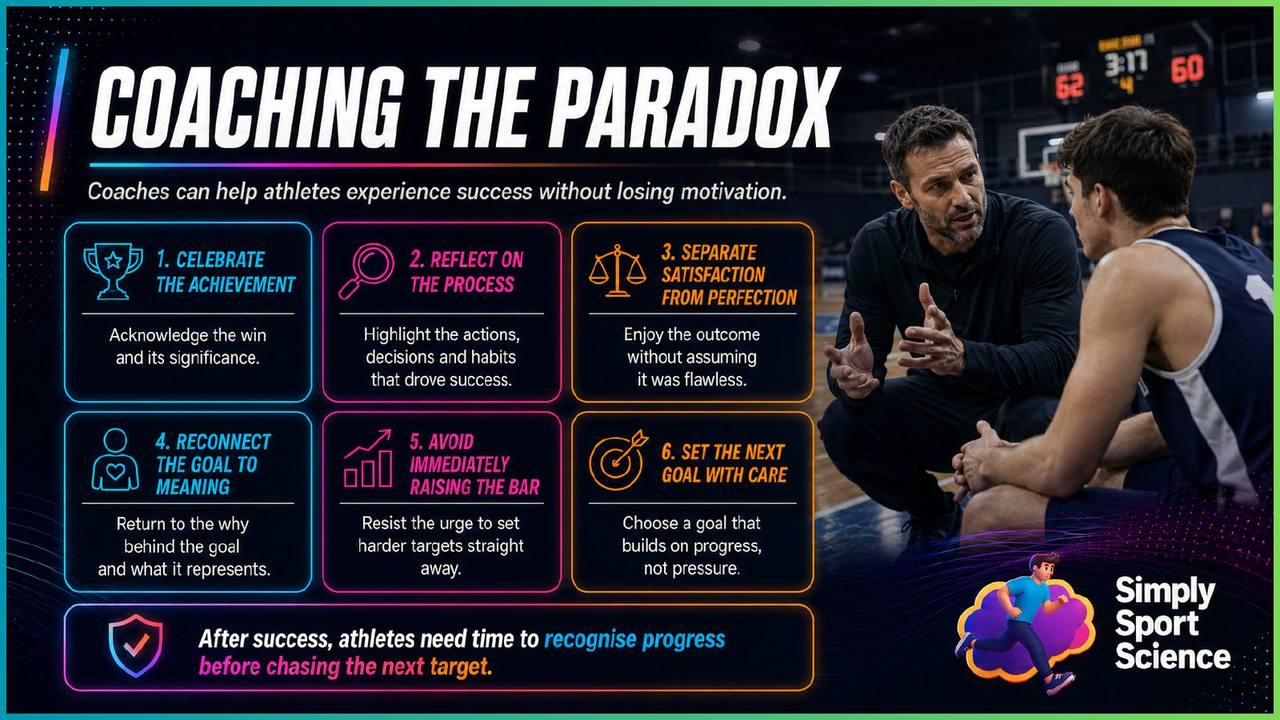 COACHING THE PARADOX
Coaches can help athletes experience success without losing motivation.
1. CELEBRATE
THE ACHIEVEMENT
Acknowledge the win
and its significance.
2. REFLECT ON
THE PROCESS
Highlight the actions,
decisions and habits
that drove success.
3. SEPARATE
SATISFACTION
FROM PERFECTION
Enjoy the outcome
without assuming
it was flawless.
4. RECONNECT
THE GOAL TO
MEANING
Return to the why
behind the goal
and what it represents.
5. AVOID
IMMEDIATELY
RAISING THE BAR
Resist the urge to set
harder targets straight
away.
6. SET THE NEXT
GOAL WITH CARE
Choose a goal that
builds on progress,
not pressure.
After success, athletes need time to recognise progress
before chasing the next target.
62
3:17
4
60
1
Simply
Sport
Science